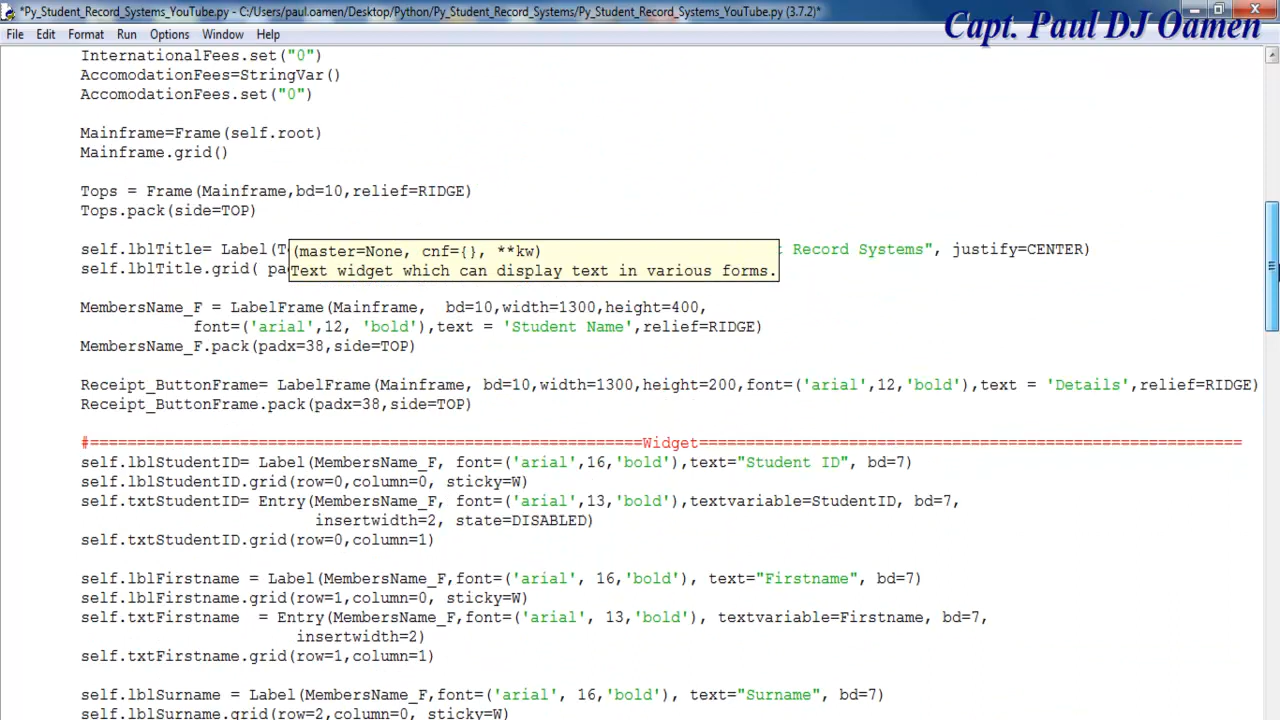 *Py_Student_Record_Systems_YouTube.py - C:/Users/paul.oamen/Desktop/Python/Py_Student_Record_Systems/Py_Student_Record_Systems_YouTube.py (3.7.2)*
Capt. Paul DJ Oamen
File Edit Format Run Options Window Help
InternationalFees.set("0")
AccomodationFees=StringVar()
AccomodationFees.set("0")
Mainframe=Frame(self.root)
Mainframe.grid()
Tops = Frame(Mainframe,bd=10,relief=RIDGE)
Tops.pack(side=TOP)
self.lblTitle= Label(T Record Systems", justify=CENTER)
(master=None, cnf={}, **kw)
self.lblTitle.grid( pa
Text widget which can display text in various forms.
MembersName_F = LabelFrame(Mainframe,  bd=10,width=1300,height=400,
font=('arial',12, 'bold'),text = 'Student Name',relief=RIDGE)
MembersName_F.pack(padx=38,side=TOP)
Receipt_ButtonFrame= LabelFrame(Mainframe, bd=10,width=1300,height=200,font=('arial',12,'bold'),text = 'Details',relief=RIDGE)
Receipt_ButtonFrame.pack(padx=38,side=TOP)
#===========================================================Widget==========================================================
self.lblStudentID= Label(MembersName_F, font=('arial',16,'bold'),text="Student ID", bd=7)
self.lblStudentID.grid(row=0,column=0, sticky=W)
self.txtStudentID= Entry(MembersName_F, font=('arial',13,'bold'),textvariable=StudentID, bd=7,
insertwidth=2, state=DISABLED)
self.txtStudentID.grid(row=0,column=1)
self.lblFirstname = Label(MembersName_F,font=('arial', 16,'bold'), text="Firstname", bd=7)
self.lblFirstname.grid(row=1,column=0, sticky=W)
self.txtFirstname  = Entry(MembersName_F,font=('arial', 13,'bold'), textvariable=Firstname, bd=7,
insertwidth=2)
self.txtFirstname.grid(row=1,column=1)
self.lblSurname = Label(MembersName_F,font=('arial', 16,'bold'), text="Surname", bd=7)
self.lblSurname.grid(row=2,column=0, sticky=W)